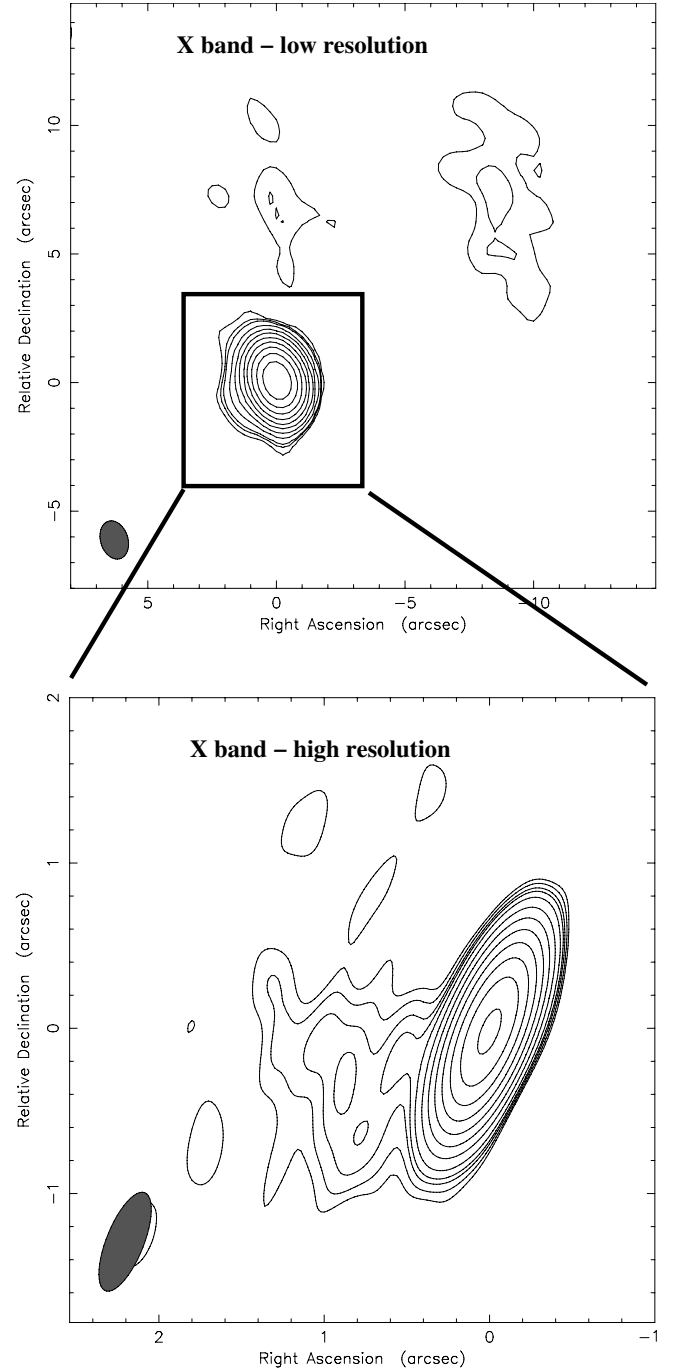 X band – low resolution
10
5
0
−5
Relative Declination (arcsec)
5
0
−5
−10
Right Ascension (arcsec)
X band – high resolution
2
1
0
−1
Relative Declination (arcsec)
2
1
0
−1
Right Ascension (arcsec)